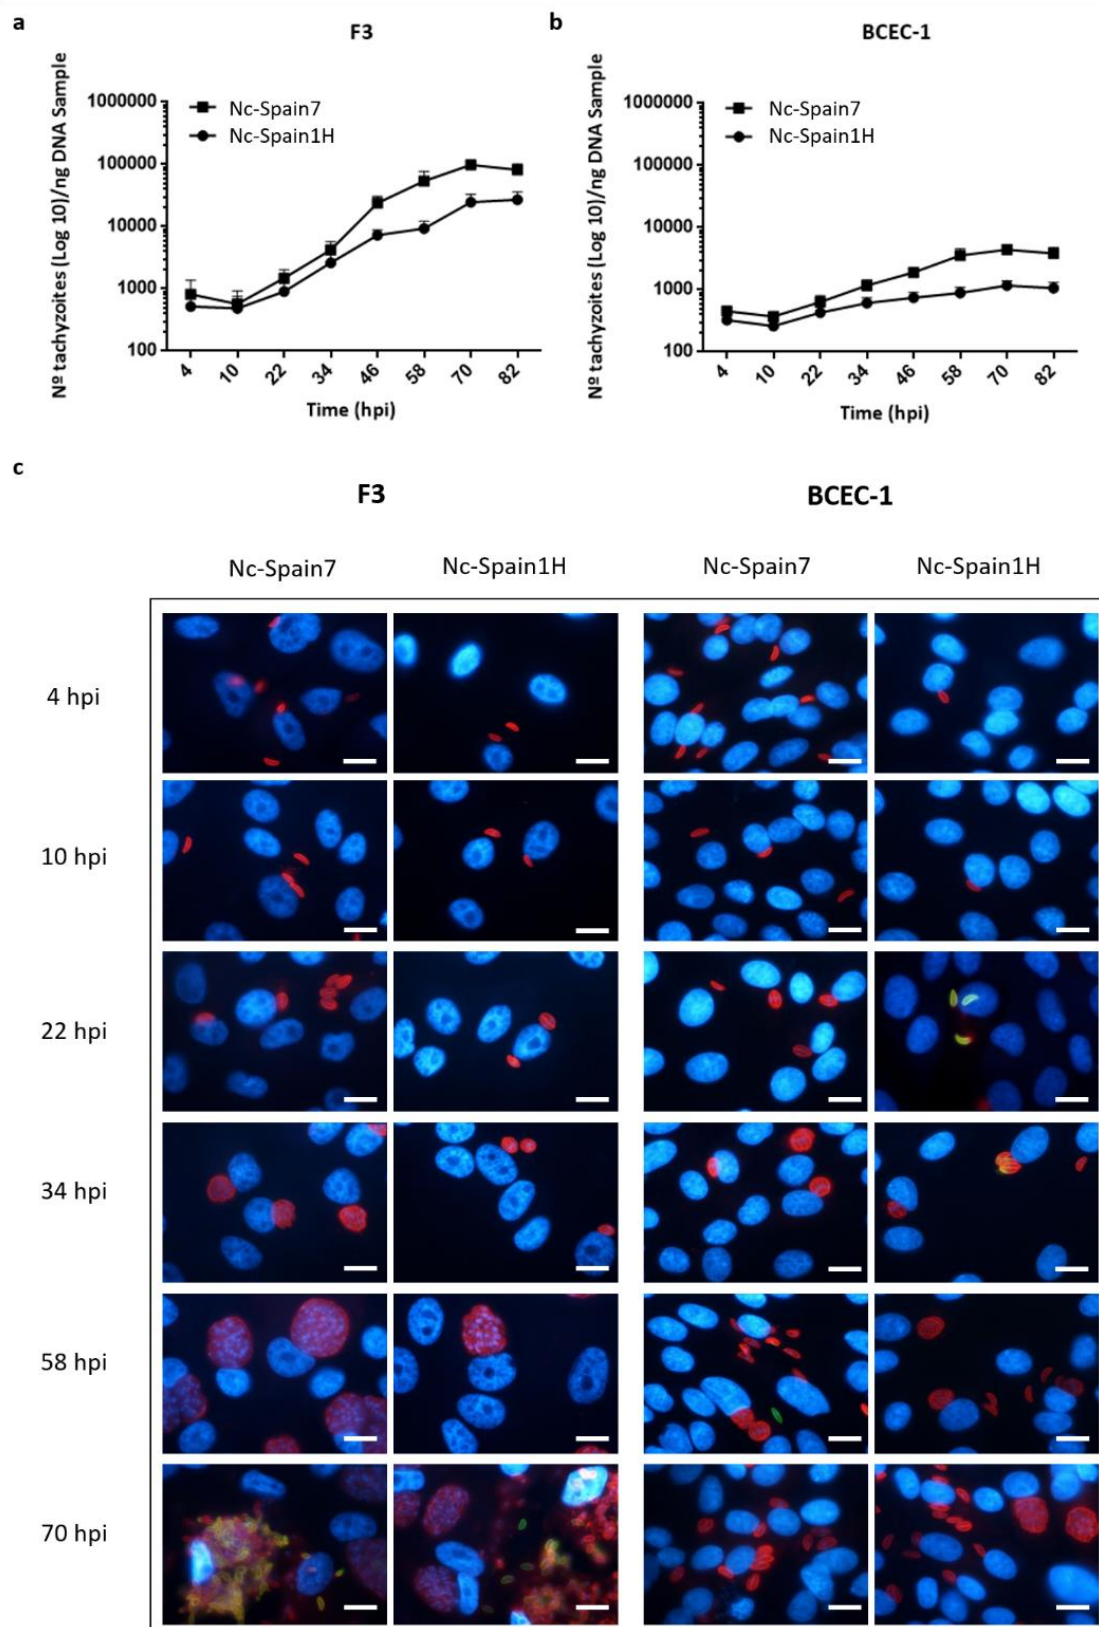 a
F3
Nº tachyzoites (Log 10)/ng DNA Sample
1000000
100000
10000
1000
100
Nc-Spain7
Nc-Spain1H
4 10 22 34 46 58 70 82
Time (hpi)
b
BCEC-1
Nº tachyzoites (Log 10)/ng DNA Sample
1000000
100000
10000
1000
100
Nc-Spain7
Nc-Spain1H
4 10 22 34 46 58 70 82
Time (hpi)
c
F3 BCEC-1
Nc-Spain7 Nc-Spain1H Nc-Spain7 Nc-Spain1H
4 hpi
10 hpi
22 hpi
34 hpi
58 hpi
70 hpi